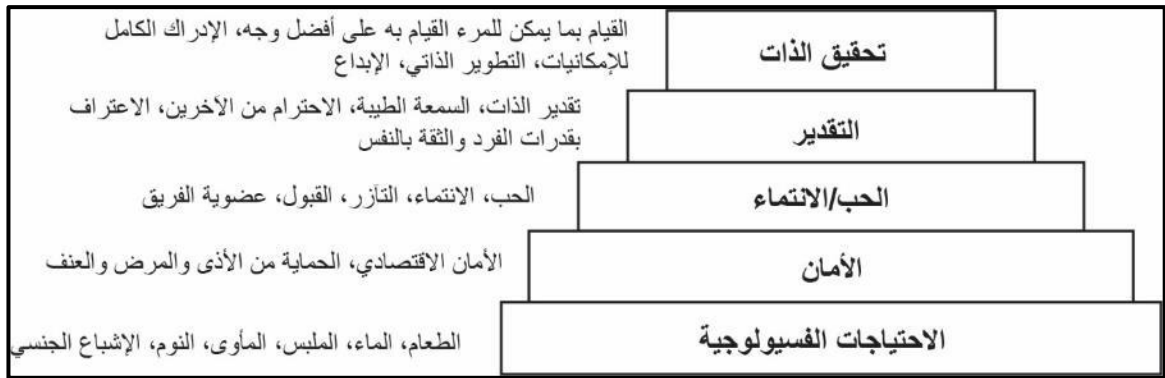 تحقيق الذات
القيام بما يمكن للمرء القيام به على أفضل وجه، الإدراك الكامل
للإمكانيات، التطوير الذاتي، الإبداع
التقدير
تقدير الذات، السمعة الطيبة، الاحترام من الآخرين، الاعتراف
بقدرات الفرد والثقة بالنفس
الحب/الانتماء
الحب، الانتماء، التآزر، القبول، عضوية الفريق
الأمان
الأمان الاقتصادي، الحماية من الأذى والمرض والعنف
الاحتياجات الفسيولوجية
الطعام، الماء، الملبس، المأوى، النوم، الإشباع الجنسي